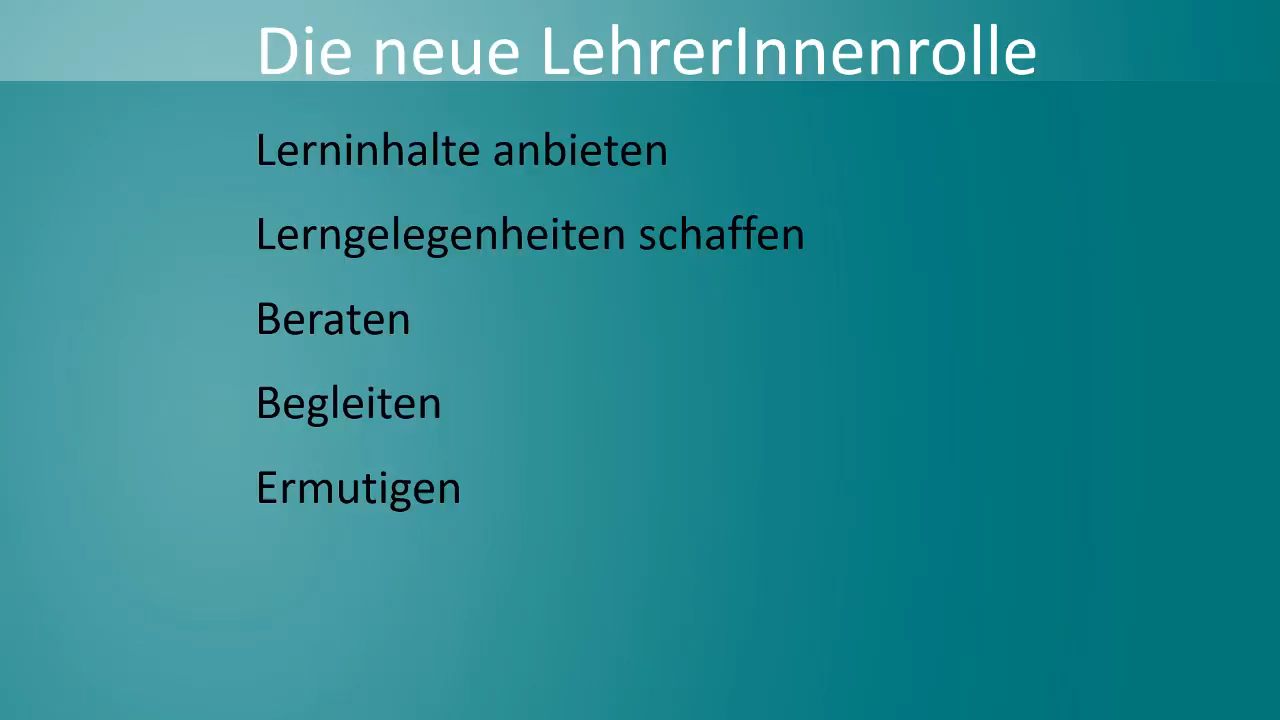 Die neue LehrerInnenrolle
Lerninhalte anbieten
Lerngelegenheiten schaffen
Beraten
Begleiten
Ermutigen